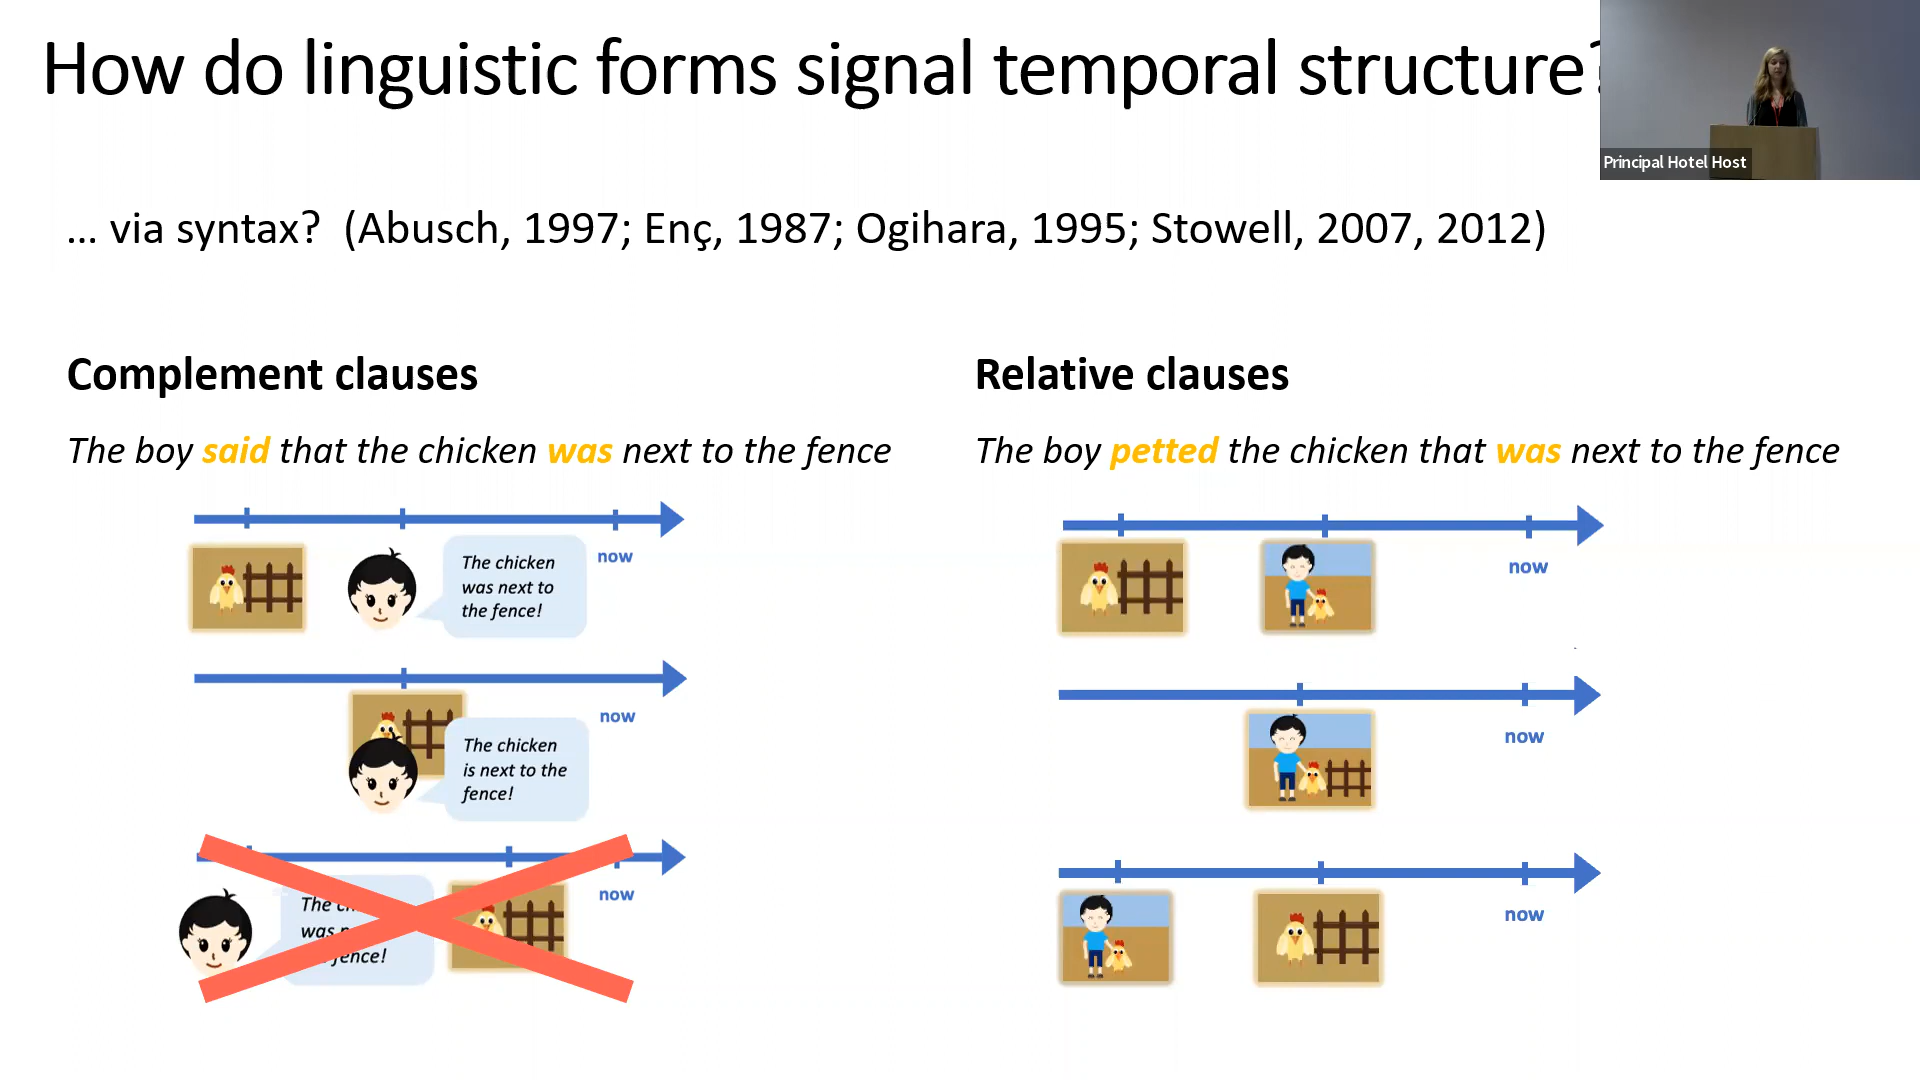 How do linguistic forms signal temporal structure?
Principal Hotel Host
... via syntax? (Abusch, 1997; Enç, 1987; Ogihara, 1995; Stowell, 2007, 2012)
Complement clauses
The boy said that the chicken was next to the fence
now
The chicken
was next to
the fence!
now
The chicken
is next to the
fence!
now
The
was
fence!
Relative clauses
The boy petted the chicken that was next to the fence
now
now
now